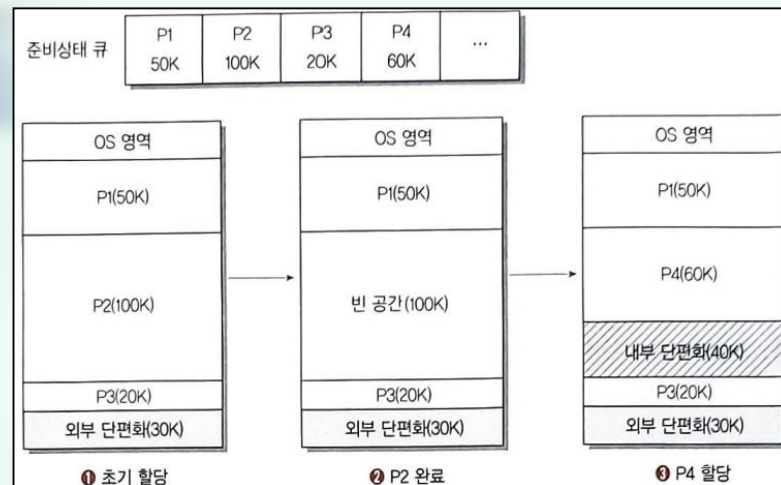 준비상태 큐
P1
50K
P2
100K
P3
20K
P4
60K
...
OS 영역
P1(50K)
P2(100K)
P3(20K)
외부 단편화(30K)
❶ 초기 할당
OS 영역
P1(50K)
빈 공간(100K)
P3(20K)
외부 단편화(30K)
❷ P2 완료
OS 영역
P1(50K)
P4(60K)
내부 단편화(40K)
P3(20K)
외부 단편화(30K)
❸ P4 할당